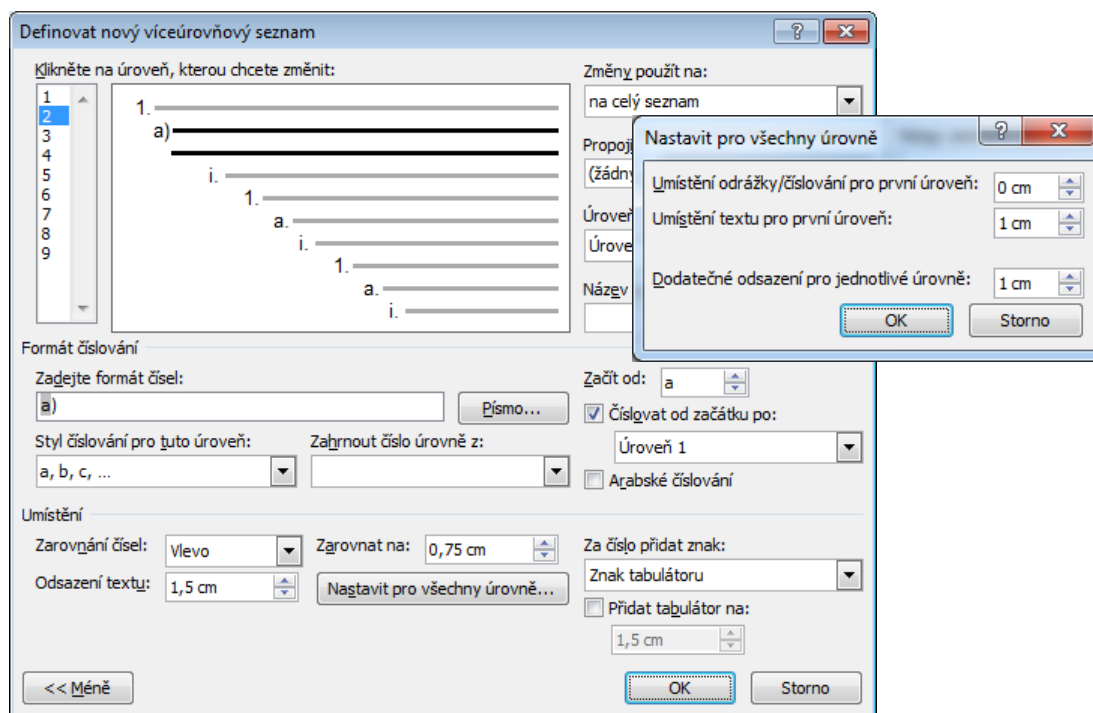 Definovat nový víceúrovňový seznam
Klikněte na úroveň, kterou chcete změnit:
1
2
3
4
5
6
7
8
9
1.
a)
i.
1.
a.
i.
1.
a.
i.
Změny použít na:
na celý seznam
Propoji
(žádný
Úroveň
Úrove
Název
Nastavit pro všechny úrovně
Umístění odrážky/číslování pro první úroveň: 0 cm
Umístění textu pro první úroveň: 1 cm
Dodatečné odsazení pro jednotlivé úrovně: 1 cm
OK Storno
Formát číslování
Zadejte formát čísel:
a) Písmo...
Styl číslování pro tuto úroveň: Zahrnout číslo úrovně z:
a, b, c, ...
Začít od: a
Číslovat od začátku po:
Úroveň 1
Arabské číslování
Umístění
Zarovnání čísel: Vlevo Zarovnat na: 0,75 cm
Odsazení textu: 1,5 cm Nastavit pro všechny úrovně...
Za číslo přidat znak:
Znak tabulátoru
Přidat tabulátor na:
1,5 cm
<< Méně OK Storno